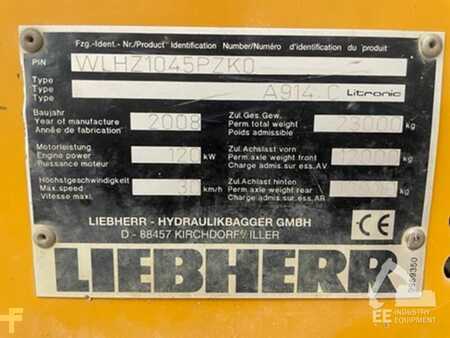 Fzg.-Ident.- Nr./Product Identification Number/Numéro d'identification du produit
PIN WLHZ1045PZK0
Type
Type A914 C Litronic
Type
Baujahr
Year of manufacture 2008
Année de fabrication
Zul. Ges. Gew.
Perm. total weight 23000 kg
Poids admissible
Motorleistung
Engine power 120 kW
Puissance moteur
Zul. Achslast vorn
Perm. axle weight front kg
Charge admis. sur ess. AV
Höchstgeschwindigkeit
Max. speed 30 km/h
Vitesse maxi.
Zul. Achslast hinten
Perm. axle weight rear kg
Charge admis. sur ess. AR
LIEBHERR - HYDRAULIKBAGGER GMBH
D - 88457 KIRCHDORF/ILLER
CE
LIEBHERR
F
EE INDUSTRY
EQUIPMENT